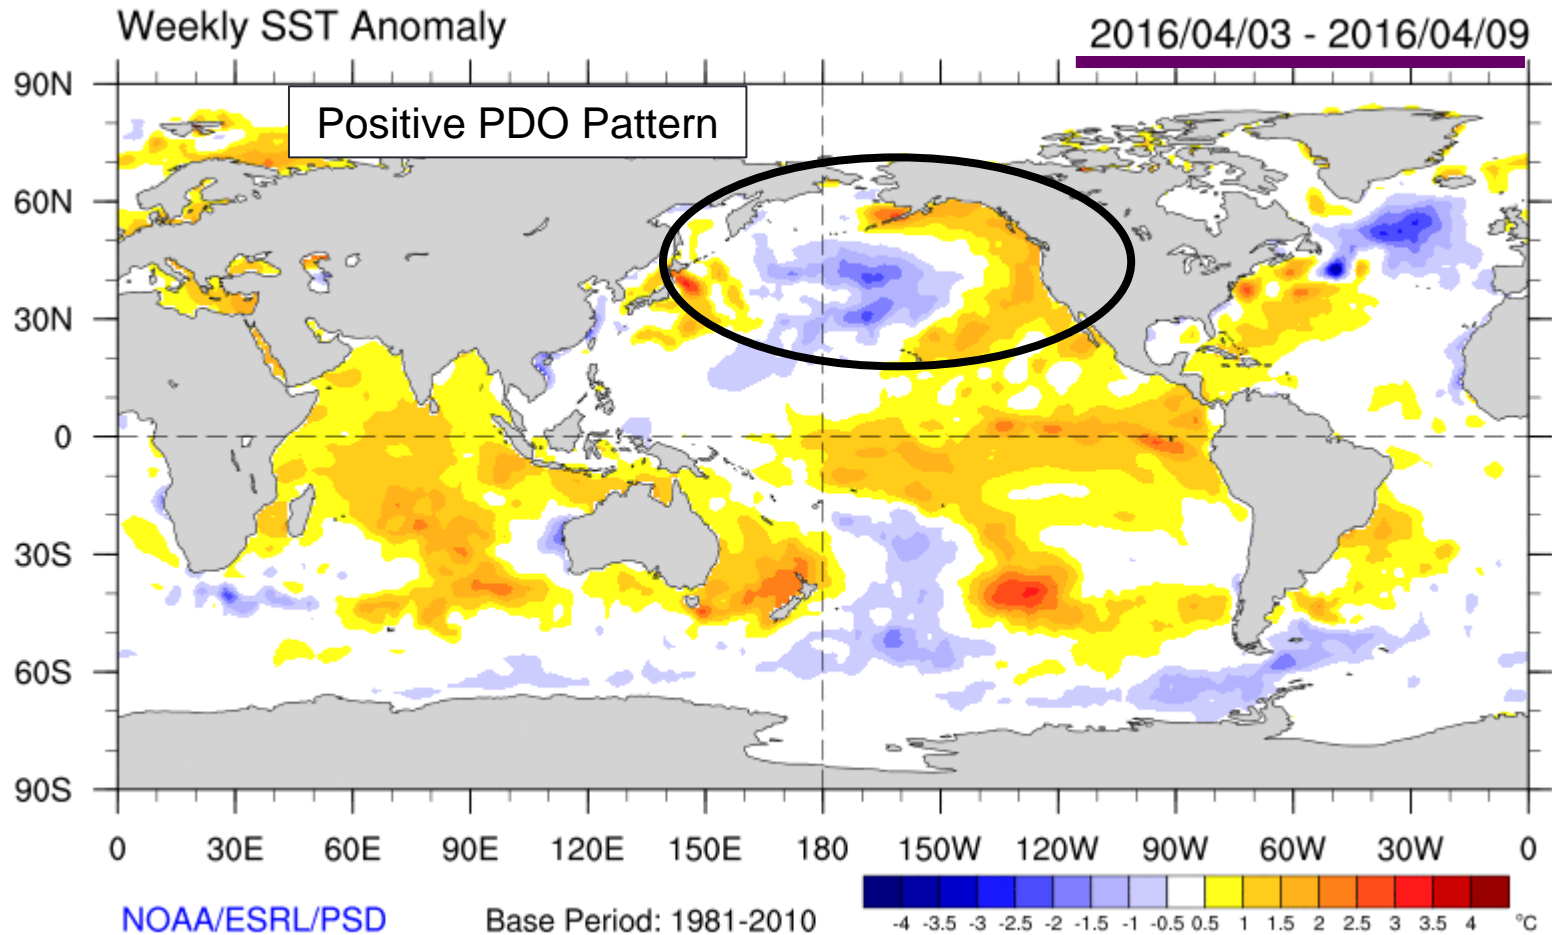 Weekly SST Anomaly
2016/04/03 - 2016/04/09
Positive PDO Pattern
90N
60N
30N
0
30S
60S
90S
0 30E 60E 90E 120E 150E 180 150W 120W 90W 60W 30W 0
NOAA/ESRL/PSD
Base Period: 1981-2010
-4 -3.5 -3 -2.5 -2 -1.5 -1 -0.5 0.5 1 1.5 2 2.5 3 3.5 4 °C